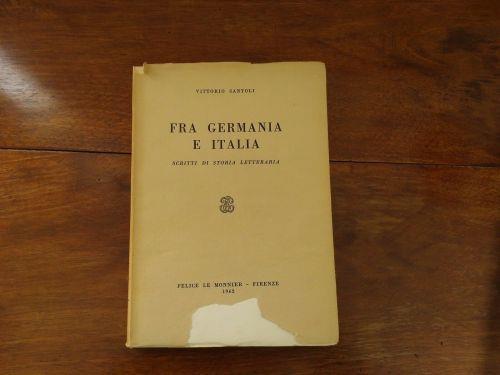 VITTORIO SANTOLI
FRA GERMANIA
E ITALIA
SCRITTI DI STORIA LETTERARIA
FELICE LE MONNIER - FIRENZE
1962